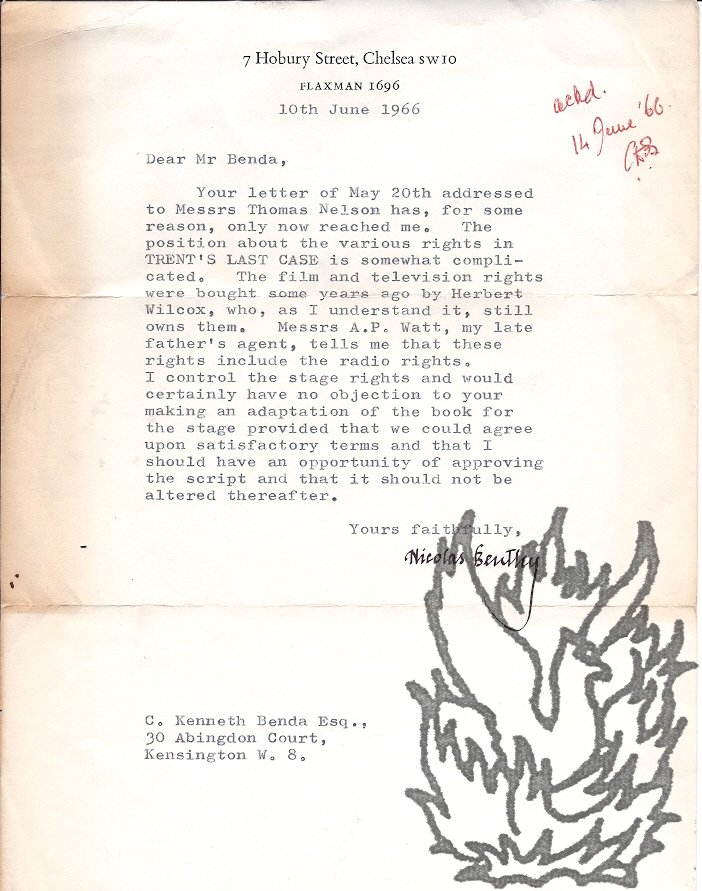 7 Hobury Street, Chelsea SW10
FLAXMAN 1696
10th June 1966
ackd.
14 June '66.
CKB
Dear Mr Benda,
Your letter of May 20th addressed
to Messrs Thomas Nelson has, for some
reason, only now reached me. The
position about the various rights in
TRENT'S LAST CASE is somewhat compli-
cated. The film and television rights
were bought some years ago by Herbert
Wilcox, who, as I understand it, still
owns them. Messrs A.P. Watt, my late
father's agent, tells me that these
rights include the radio rights.
I control the stage rights and would
certainly have no objection to your
making an adaptation of the book for
the stage provided that we could agree
upon satisfactory terms and that I
should have an opportunity of approving
the script and that it should not be
altered thereafter.
Yours faithfully,
Nicolas Bentley
C. Kenneth Benda Esq.,
30 Abingdon Court,
Kensington W. 8.